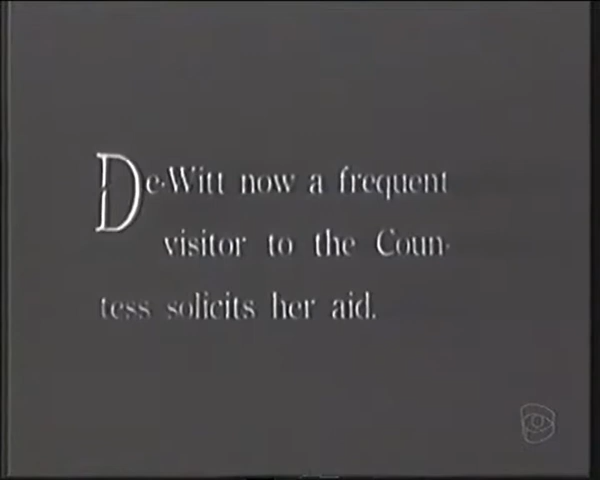 De-Witt now a frequent
visitor to the Coun-
tess solicits her aid.